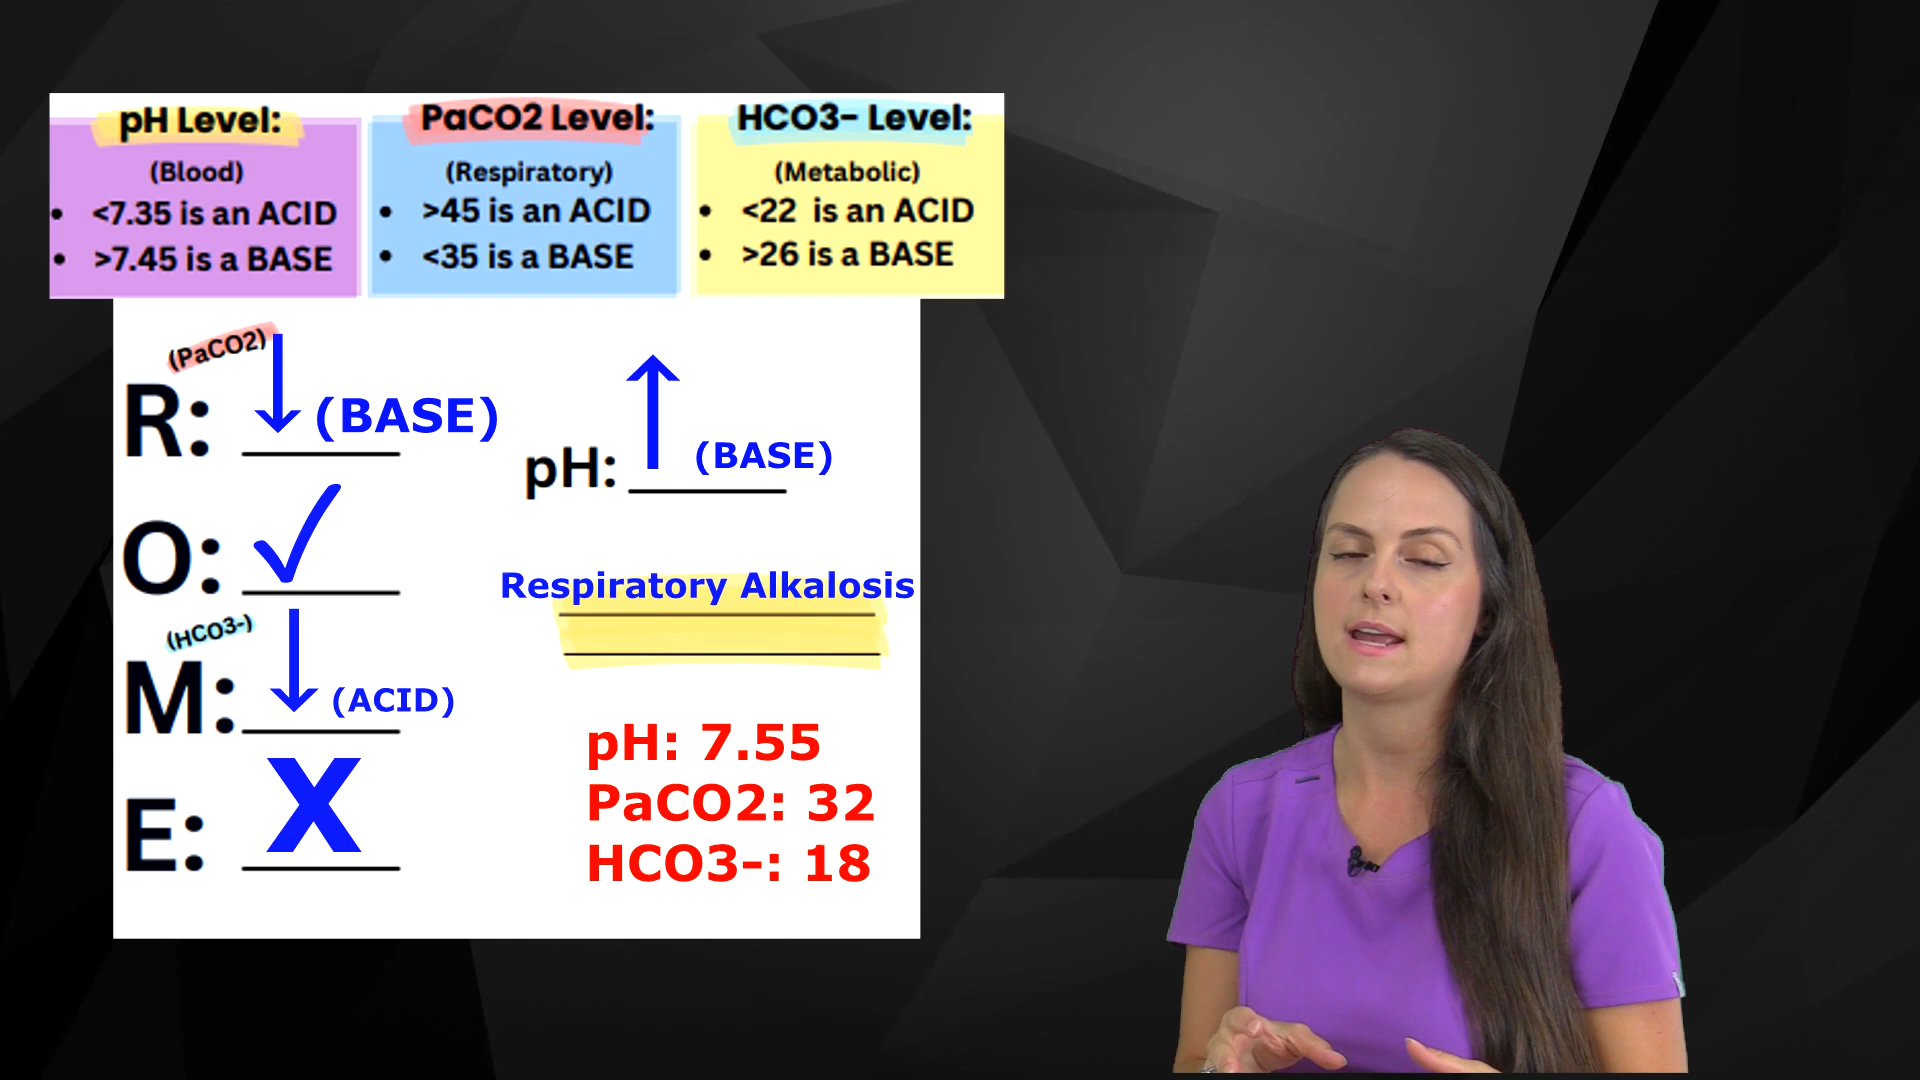 pH Level:
(Blood)
• <7.35 is an ACID
• >7.45 is a BASE
PaCO2 Level:
(Respiratory)
• >45 is an ACID
• <35 is a BASE
HCO3- Level:
(Metabolic)
• <22 is an ACID
• >26 is a BASE
(PaCO2)
R: ↓ (BASE)
O: ✓
(HCO3-)
M: ↓ (ACID)
E: X
pH: ↑ (BASE)
Respiratory Alkalosis
pH: 7.55
PaCO2: 32
HCO3-: 18